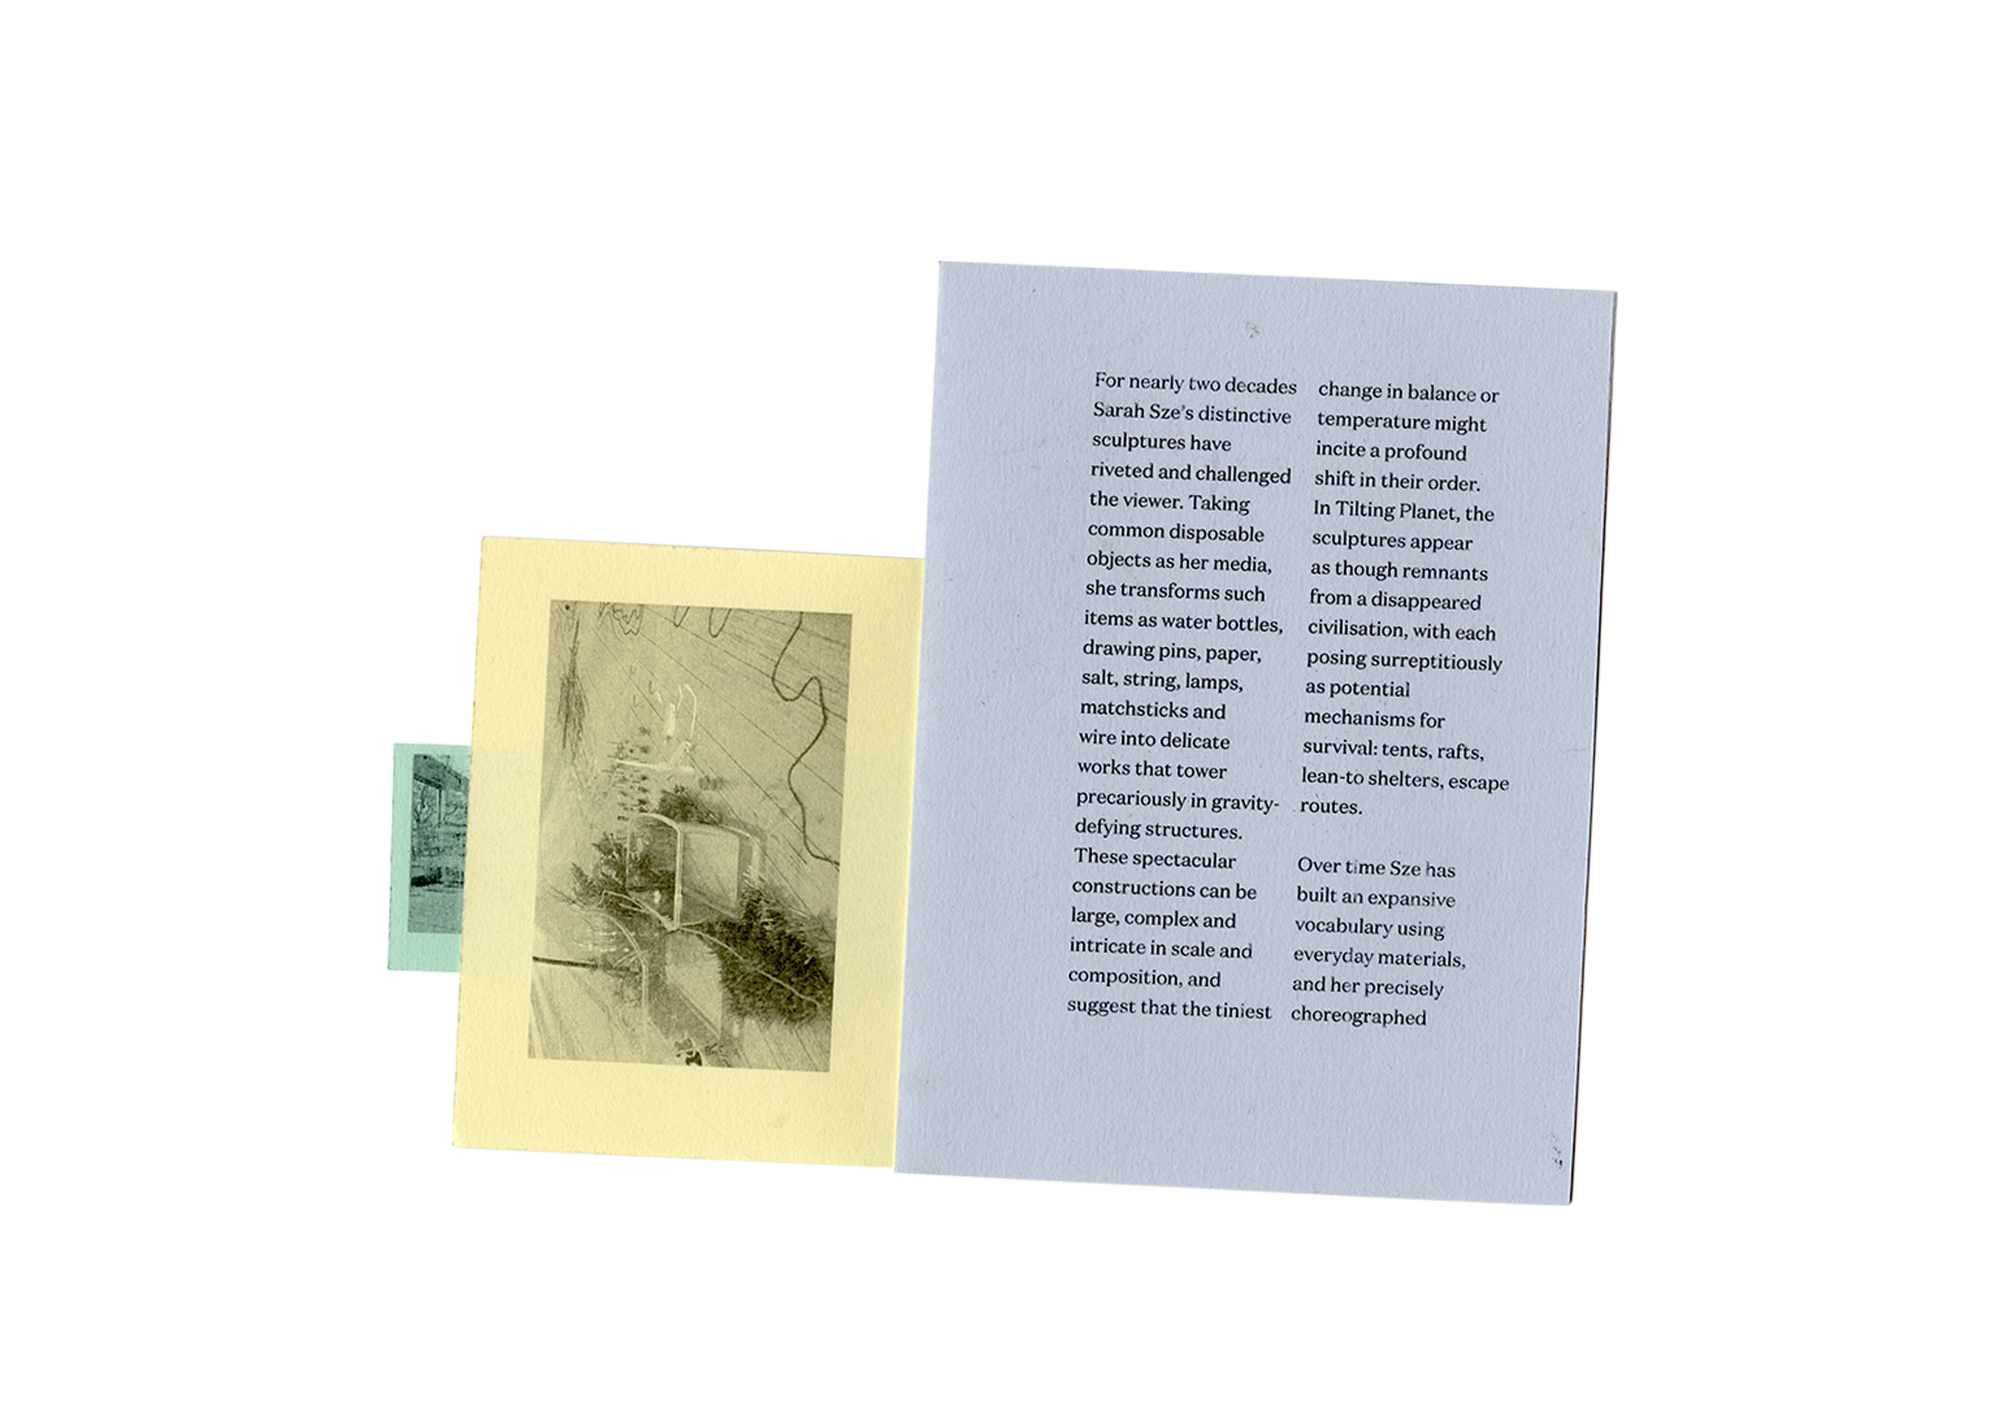 For nearly two decades
Sarah Sze's distinctive
sculptures have
riveted and challenged
the viewer. Taking
common disposable
objects as her media,
she transforms such
items as water bottles,
drawing pins, paper,
salt, string, lamps,
matchsticks and
wire into delicate
works that tower
precariously in gravity-
defying structures.
These spectacular
constructions can be
large, complex and
intricate in scale and
composition, and
suggest that the tiniest
change in balance or
temperature might
incite a profound
shift in their order.
In Tilting Planet, the
sculptures appear
as though remnants
from a disappeared
civilisation, with each
posing surreptitiously
as potential
mechanisms for
survival: tents, rafts,
lean-to shelters, escape
routes.
Over time Sze has
built an expansive
vocabulary using
everyday materials,
and her precisely
choreographed